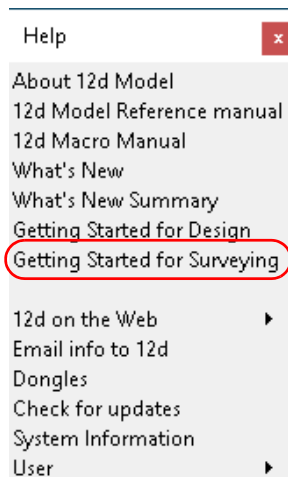 Help
x
About 12d Model
12d Model Reference manual
12d Macro Manual
What's New
What's New Summary
Getting Started for Design
Getting Started for Surveying
12d on the Web
Email info to 12d
Dongles
Check for updates
System Information
User